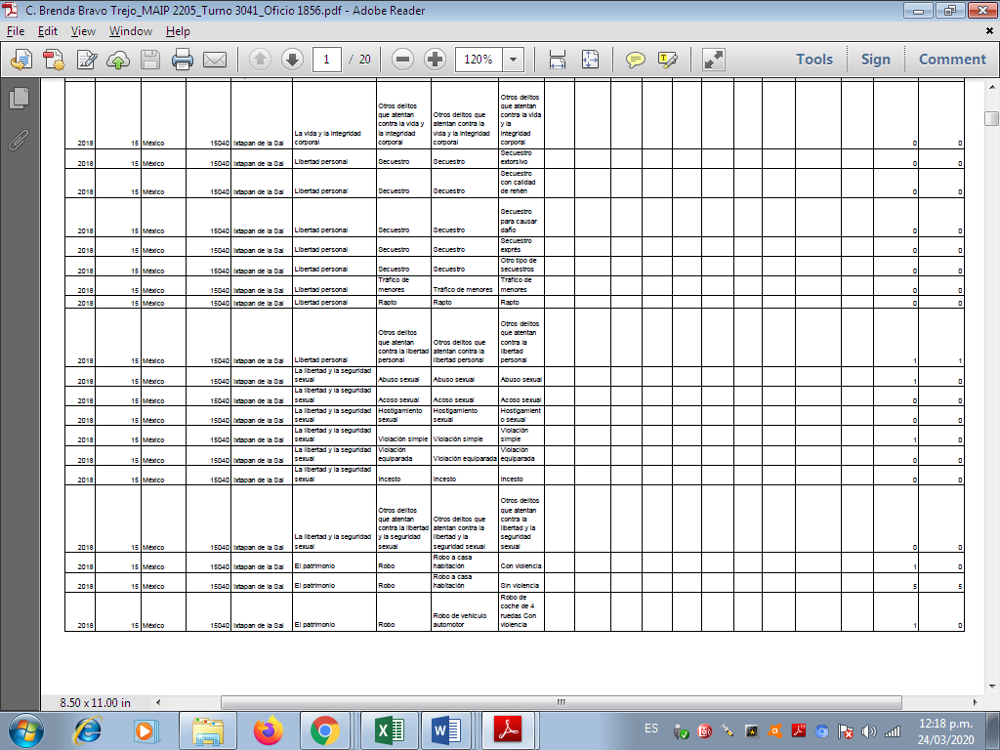 C. Brenda Bravo Trejo_MAIP 2205_Turno 3041_Oficio 1856.pdf - Adobe Reader
File Edit View Window Help
1 / 20 120% Tools Sign Comment
2018 15 México 15040 Ixtapan de la Sal La vida y la integridad corporal Otros delitos que atentan contra la vida y la integridad corporal Otros delitos que atentan contra la vida y la integridad corporal Otros delitos que atentan contra la vida y la integridad corporal 0 0
2018 15 México 15040 Ixtapan de la Sal Libertad personal Secuestro Secuestro Secuestro extorsivo 0 0
2018 15 México 15040 Ixtapan de la Sal Libertad personal Secuestro Secuestro Secuestro con calidad de rehén 0 0
2018 15 México 15040 Ixtapan de la Sal Libertad personal Secuestro Secuestro Secuestro para causar daño 0 0
2018 15 México 15040 Ixtapan de la Sal Libertad personal Secuestro Secuestro Secuestro exprés 0 0
2018 15 México 15040 Ixtapan de la Sal Libertad personal Secuestro Secuestro Otro tipo de secuestros 0 0
2018 15 México 15040 Ixtapan de la Sal Libertad personal Tráfico de menores Tráfico de menores Tráfico de menores 0 0
2018 15 México 15040 Ixtapan de la Sal Libertad personal Rapto Rapto Rapto 0 0
2018 15 México 15040 Ixtapan de la Sal Libertad personal Otros delitos que atentan contra la libertad personal Otros delitos que atentan contra la libertad personal Otros delitos que atentan contra la libertad personal 1 1
2018 15 México 15040 Ixtapan de la Sal La libertad y la seguridad sexual Abuso sexual Abuso sexual Abuso sexual 1 0
2018 15 México 15040 Ixtapan de la Sal La libertad y la seguridad sexual Acoso sexual Acoso sexual Acoso sexual 0 0
2018 15 México 15040 Ixtapan de la Sal La libertad y la seguridad sexual Hostigamiento sexual Hostigamiento sexual Hostigamient o sexual 0 0
2018 15 México 15040 Ixtapan de la Sal La libertad y la seguridad sexual Violación simple Violación simple Violación simple 1 0
2018 15 México 15040 Ixtapan de la Sal La libertad y la seguridad sexual Violación equiparada Violación equiparada Violación equiparada 0 0
2018 15 México 15040 Ixtapan de la Sal La libertad y la seguridad sexual Incesto Incesto Incesto 0 0
2018 15 México 15040 Ixtapan de la Sal La libertad y la seguridad sexual Otros delitos que atentan contra la libertad y la seguridad sexual Otros delitos que atentan contra la libertad y la seguridad sexual Otros delitos que atentan contra la libertad y la seguridad sexual 0 0
2018 15 México 15040 Ixtapan de la Sal El patrimonio Robo Robo a casa habitación Con violencia 1 0
2018 15 México 15040 Ixtapan de la Sal El patrimonio Robo Robo a casa habitación Sin violencia 5 5
2018 15 México 15040 Ixtapan de la Sal El patrimonio Robo Robo de vehículo automotor Robo de coche de 4 ruedas Con violencia 1 0
8.50 x 11.00 in
ES 12:18 p.m.
24/03/2020